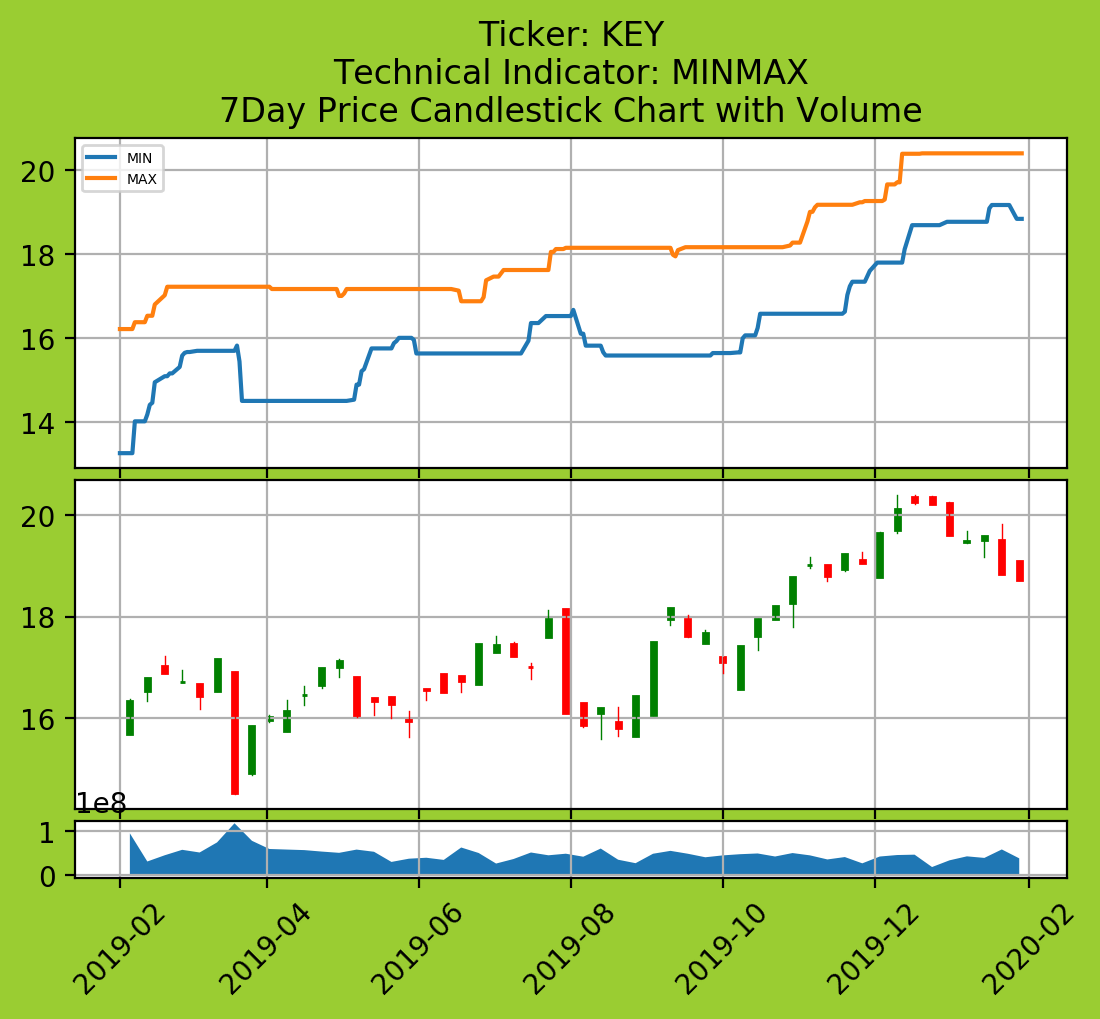 Ticker: KEY
Technical Indicator: MINMAX
7Day Price Candlestick Chart with Volume
MIN
MAX
20
18
16
14
20
18
16
1e8
1
0
2019-02
2019-04
2019-06
2019-08
2019-10
2019-12
2020-02